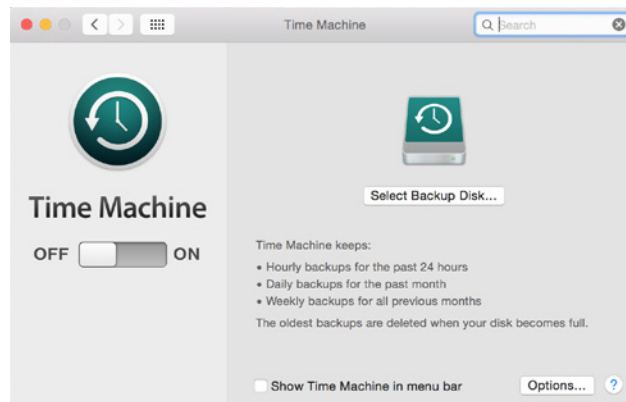 Time Machine
Search
Time Machine
OFF ON
Select Backup Disk...
Time Machine keeps:
• Hourly backups for the past 24 hours
• Daily backups for the past month
• Weekly backups for all previous months
The oldest backups are deleted when your disk becomes full.
Show Time Machine in menu bar
Options...
?